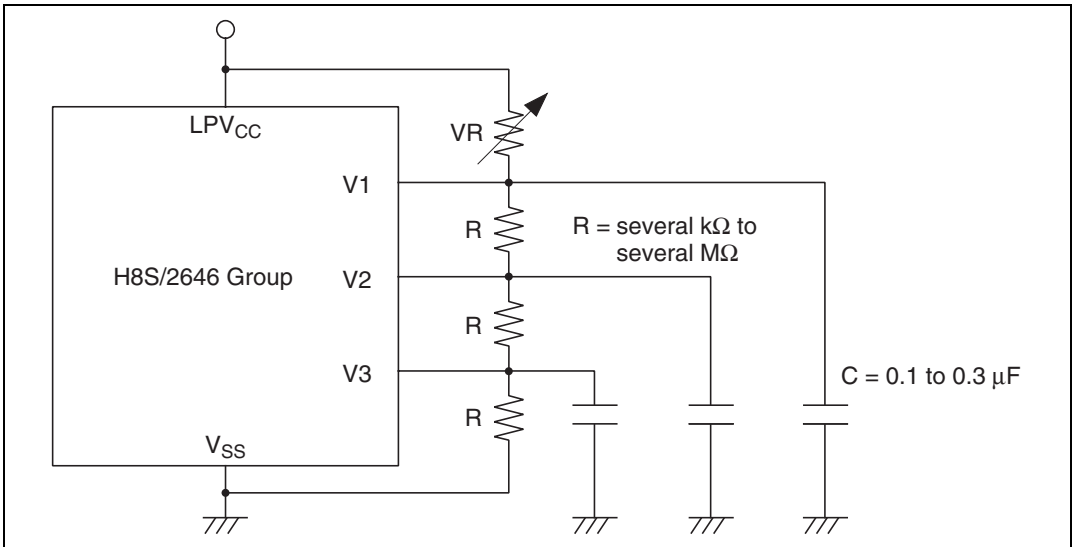 LPVCC
VR
V1
R
R = several kΩ to
several MΩ
H8S/2646 Group
V2
R
V3
C = 0.1 to 0.3 μF
R
VSS